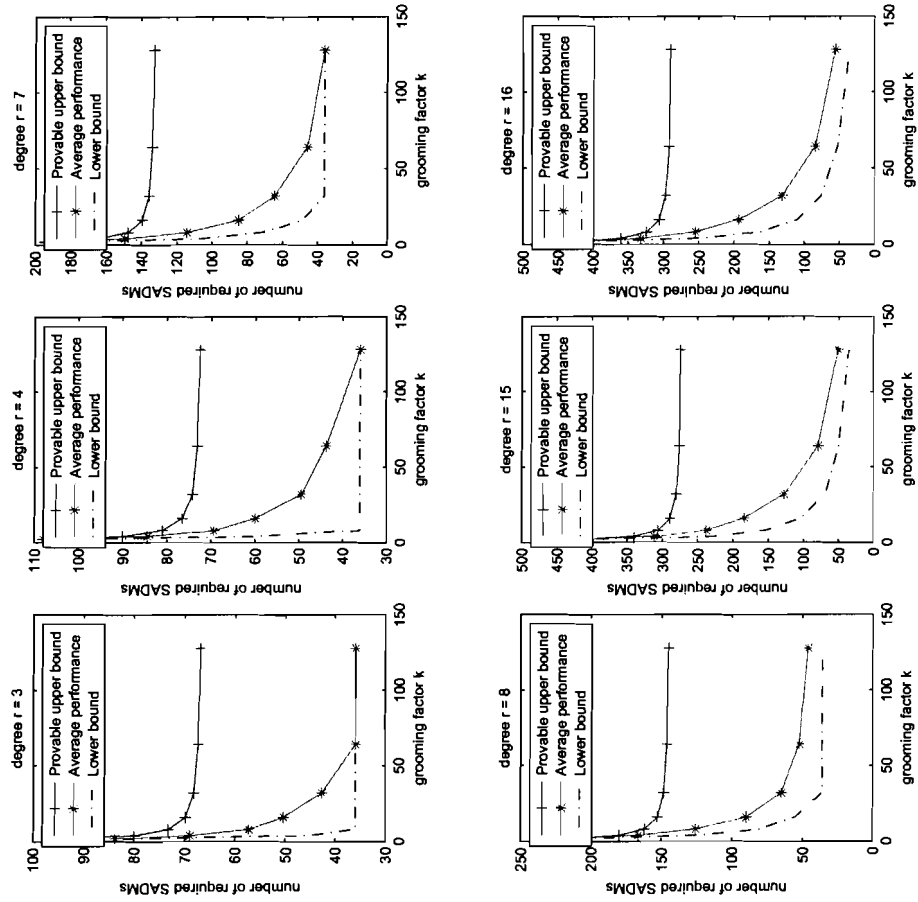 degree r = 3
100
90
80
70
60
50
40
30
number of required SADMs
Provable upper bound
Average performance
Lower bound
0
50
100
150
grooming factor k
degree r = 4
110
100
90
80
70
60
50
40
30
number of required SADMs
Provable upper bound
Average performance
Lower bound
0
50
100
150
grooming factor k
degree r = 7
200
180
160
140
120
100
80
60
40
20
0
number of required SADMs
Provable upper bound
Average performance
Lower bound
0
50
100
150
grooming factor k
degree r = 8
250
200
150
100
50
0
number of required SADMs
Provable upper bound
Average performance
Lower bound
0
50
100
150
grooming factor k
degree r = 15
500
450
400
350
300
250
200
150
100
50
0
number of required SADMs
Provable upper bound
Average performance
Lower bound
0
50
100
150
grooming factor k
degree r = 16
500
450
400
350
300
250
200
150
100
50
0
number of required SADMs
Provable upper bound
Average performance
Lower bound
0
50
100
150
grooming factor k